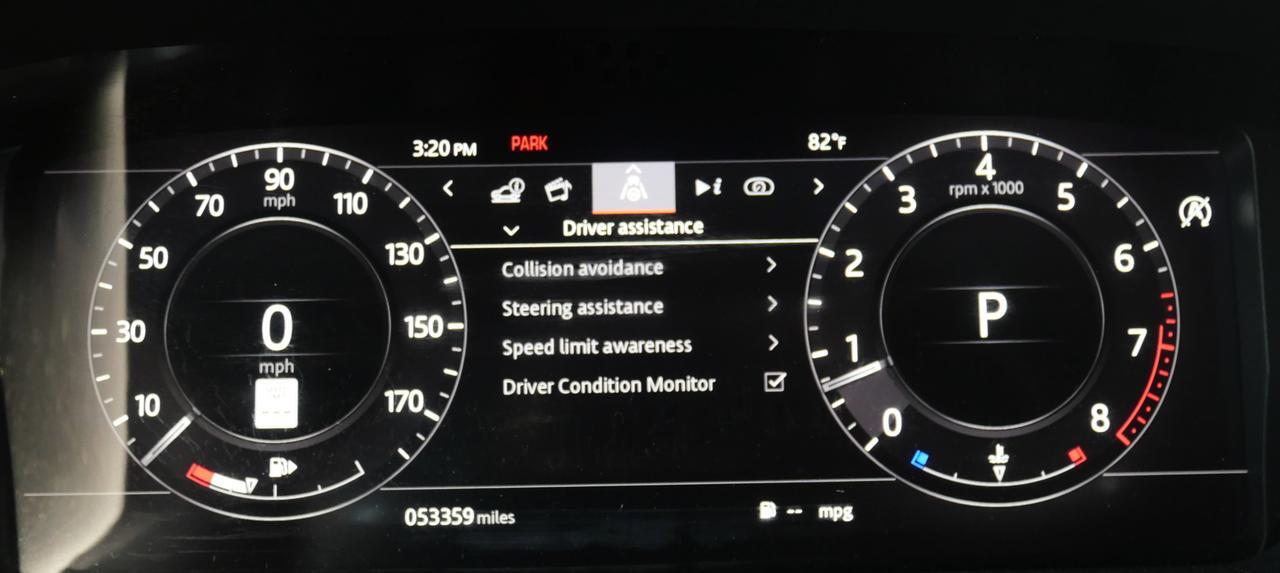 3:20 PM PARK 82°F
Driver assistance
Collision avoidance
Steering assistance
Speed limit awareness
Driver Condition Monitor
90
mph
70 110
50 130
30 150
10 170
0
mph
4
rpm x 1000
3 5
2 6
1 7
0 8
P
053359 miles -- mpg